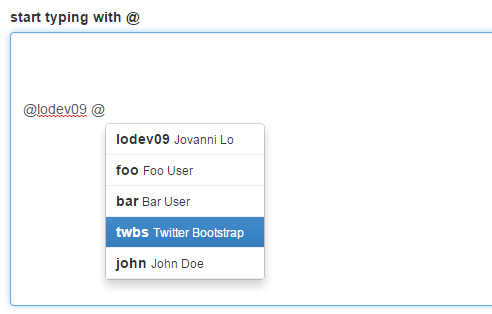 start typing with @
@lodev09 @
lodev09 Jovanni Lo
foo Foo User
bar Bar User
twbs Twitter Bootstrap
john John Doe